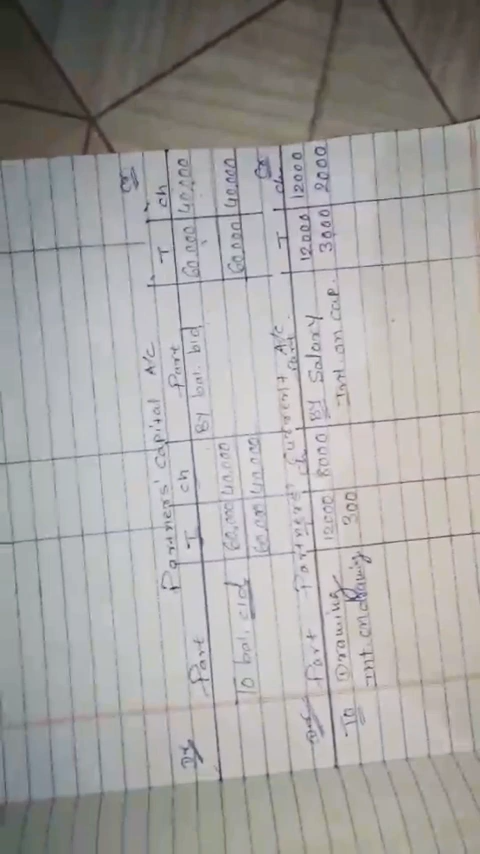 Partners' Capital A/C
Dr Cr
Part T ch Part T ch
60,000 40,000
By bal. b/d
To bal. c/d 60,000 40,000
60,000 40,000 60,000 40,000
Partners' Current A/C
Dr Cr
Part ch Part T ch
To Drawing 12000 8000 By Salary 12000 12000
Int. on drawing 300 Int. on cap. 3000 2000